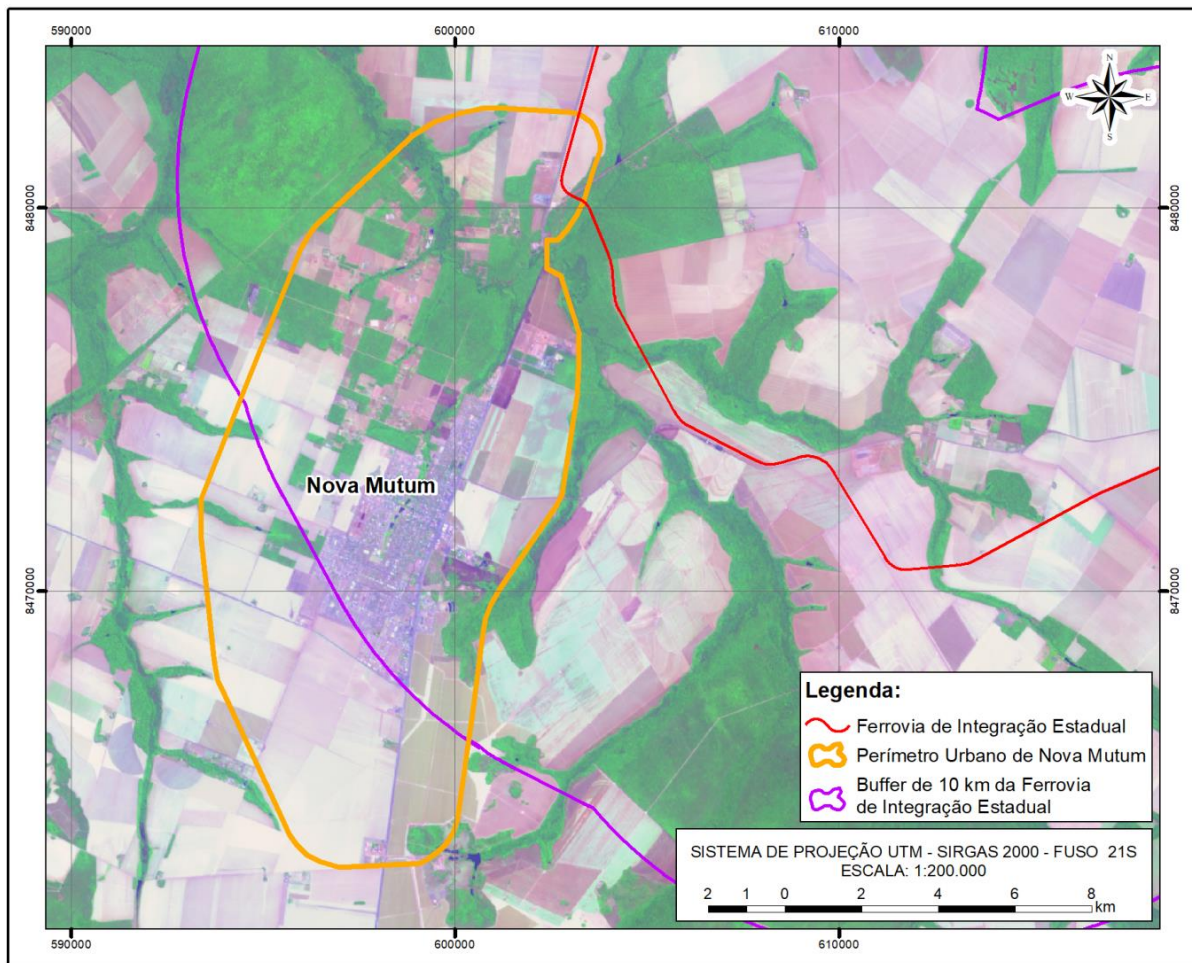 590000
600000
610000
N
W
E
S
8480000
8480000
Nova Mutum
8470000
8470000
Legenda:
Ferrovia de Integração Estadual
Perímetro Urbano de Nova Mutum
Buffer de 10 km da Ferrovia
de Integração Estadual
SISTEMA DE PROJEÇÃO UTM - SIRGAS 2000 - FUSO 21S
ESCALA: 1:200.000
2 1 0 2 4 6 8
km
590000
600000
610000